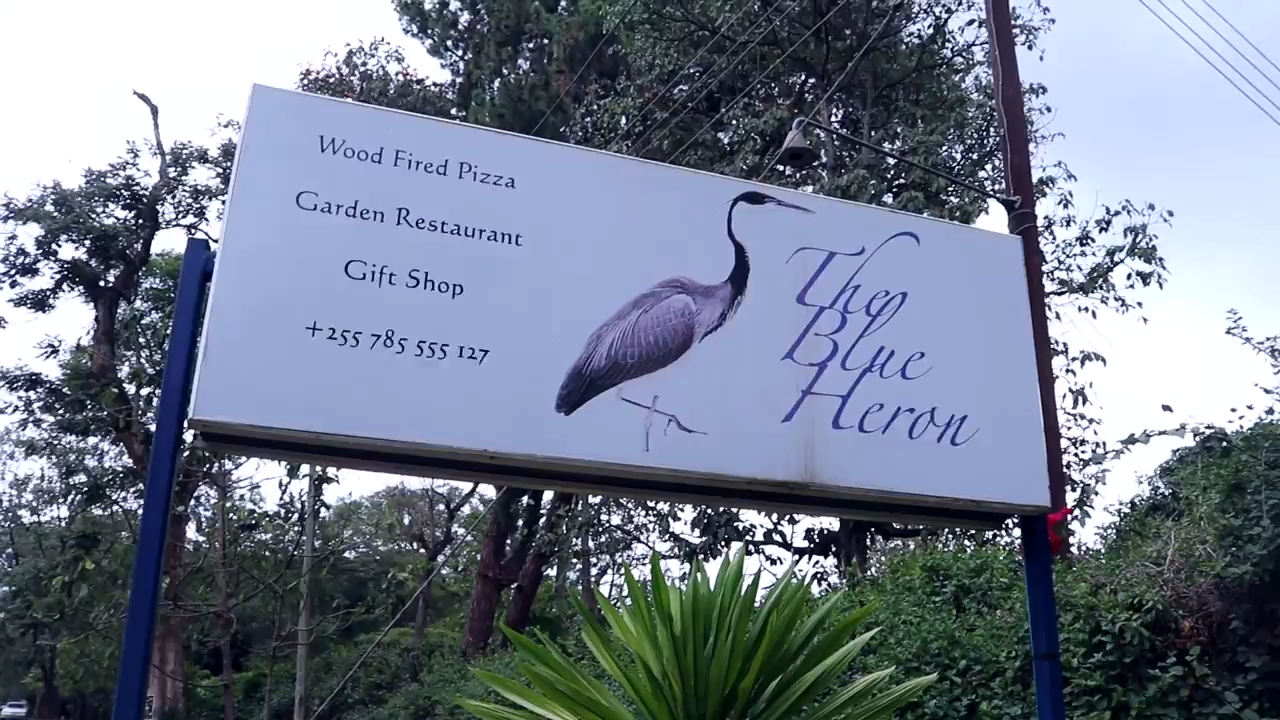 Wood Fired Pizza
Garden Restaurant
Gift Shop
+255 785 555 127
The
Blue
Heron